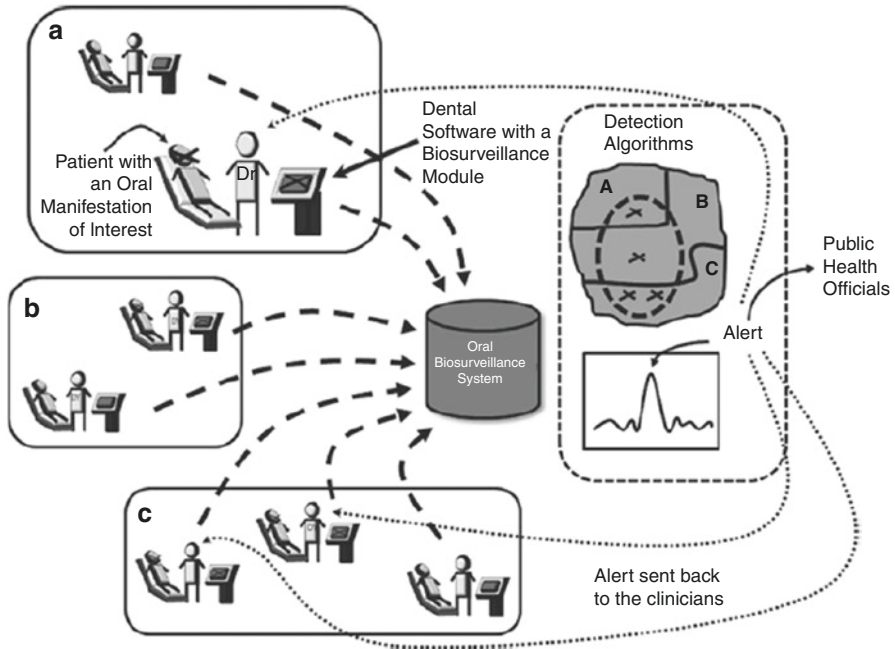 a
Patient with
an Oral
Manifestation
of Interest
Dr
Dental
Software with a
Biosurveillance
Module
b
c
Oral
Biosurveillance
System
Detection
Algorithms
A
B
C
Alert
Public
Health
Officials
Alert sent back
to the clinicians